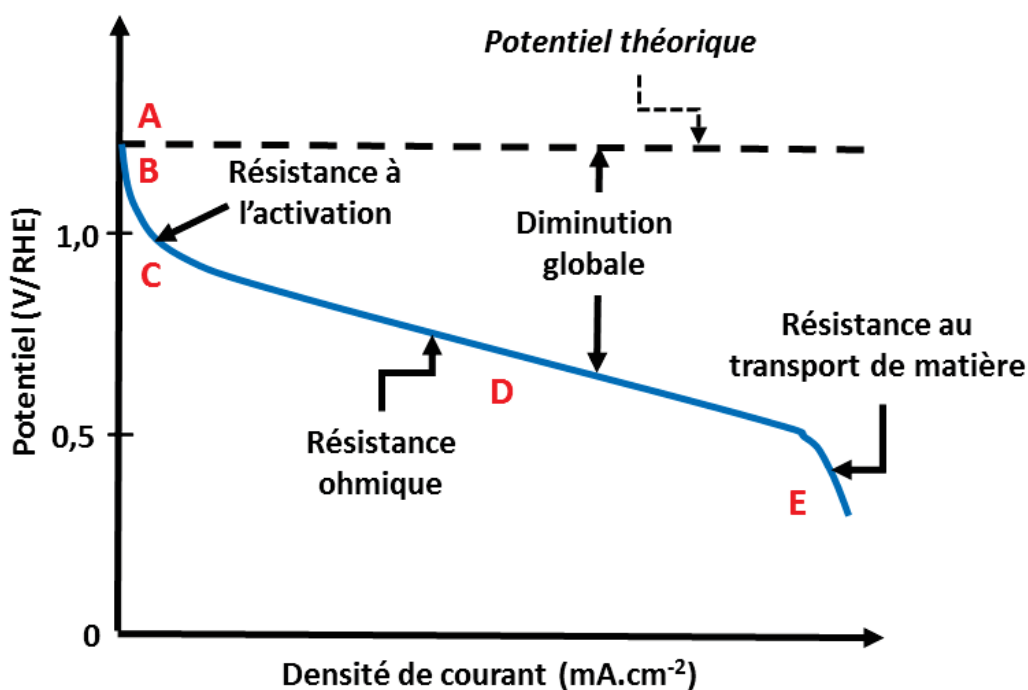 Potentiel théorique
A
B
Résistance à
l'activation
Diminution
globale
1,0
C
Potentiel (V/RHE)
Résistance au
transport de matière
D
0,5
Résistance
ohmique
E
0
Densité de courant (mA.cm⁻²)